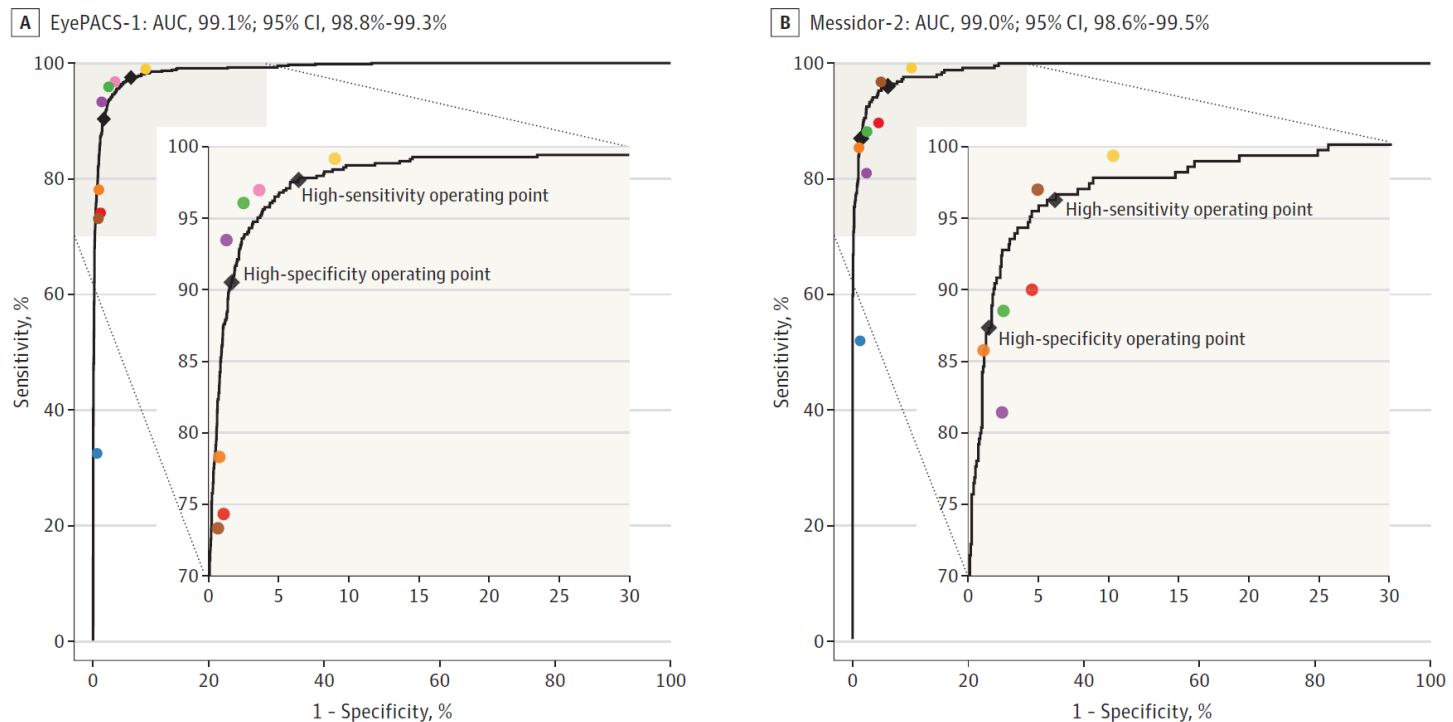 A EyePACS-1: AUC, 99.1%; 95% CI, 98.8%-99.3%
100
80
60
40
20
0
Sensitivity, %
0 20 40 60 80 100
1 – Specificity, %
100
95
90
85
80
75
70
0 5 10 15 20 25 30
High-sensitivity operating point
High-specificity operating point
B Messidor-2: AUC, 99.0%; 95% CI, 98.6%-99.5%
100
80
60
40
20
0
Sensitivity, %
0 20 40 60 80 100
1 – Specificity, %
100
95
90
85
80
75
70
0 5 10 15 20 25 30
High-sensitivity operating point
High-specificity operating point